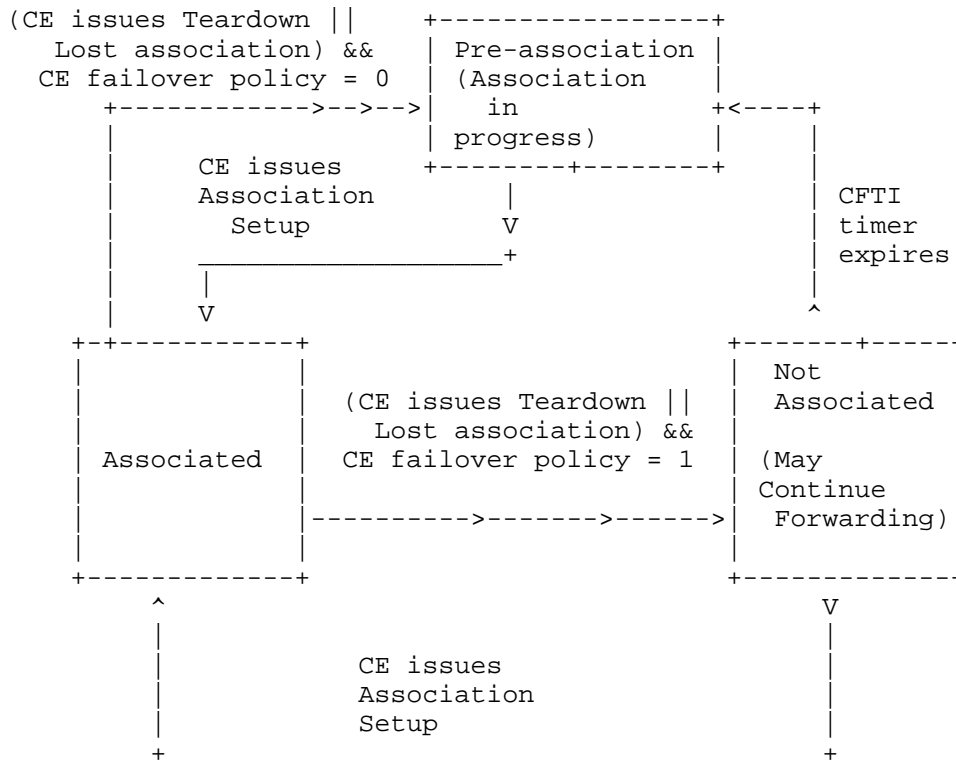 (CE issues Teardown ||
Lost association) &&
CE failover policy = 0
Pre-association
(Association
in
progress)
CE issues
Association
Setup
V
CFTI
timer
expires
V
Associated
(CE issues Teardown ||
Lost association) &&
CE failover policy = 1
Not
Associated
(May
Continue
Forwarding)
V
CE issues
Association
Setup